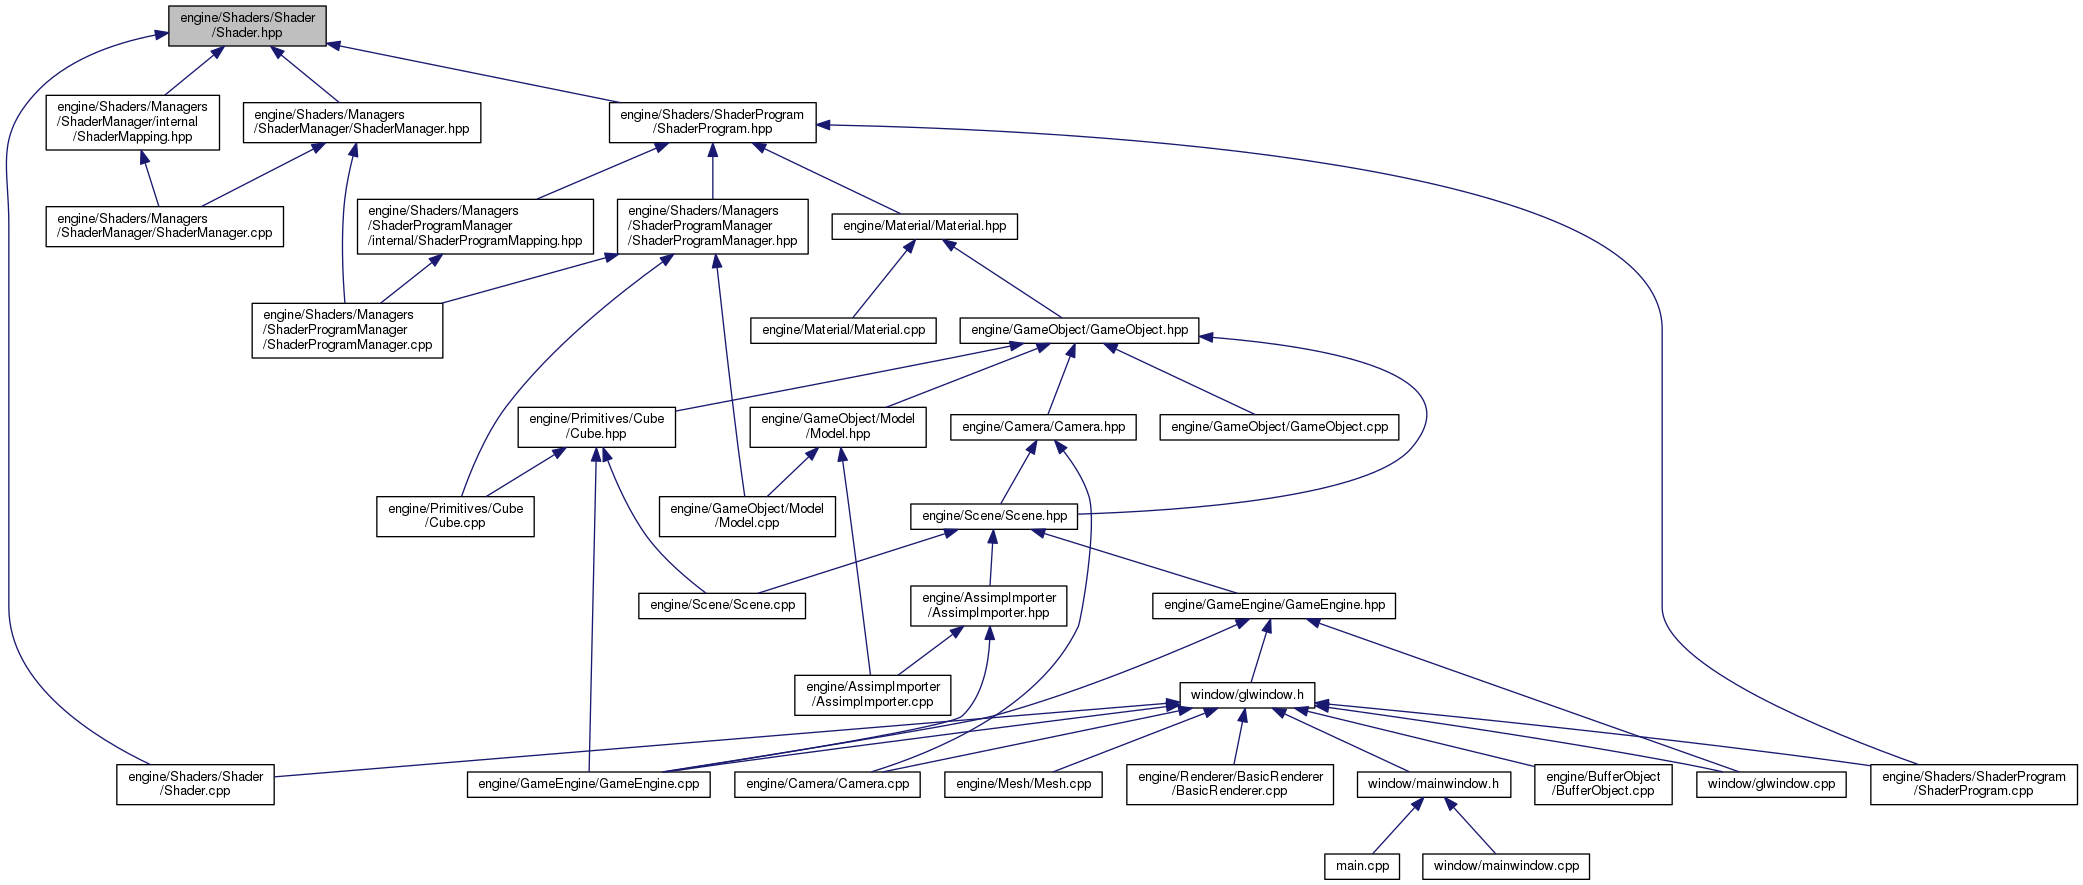 engine/Shaders/Shader
/Shader.hpp
engine/Shaders/Managers
/ShaderManager/internal
/ShaderMapping.hpp
engine/Shaders/Managers
/ShaderManager/ShaderManager.hpp
engine/Shaders/ShaderProgram
/ShaderProgram.hpp
engine/Shaders/Managers
/ShaderManager/ShaderManager.cpp
engine/Shaders/Managers
/ShaderProgramManager
/internal/ShaderProgramMapping.hpp
engine/Shaders/Managers
/ShaderProgramManager
/ShaderProgramManager.hpp
engine/Material/Material.hpp
engine/Shaders/Managers
/ShaderProgramManager
/ShaderProgramManager.cpp
engine/Material/Material.cpp
engine/GameObject/GameObject.hpp
engine/Primitives/Cube
/Cube.hpp
engine/GameObject/Model
/Model.hpp
engine/Camera/Camera.hpp
engine/GameObject/GameObject.cpp
engine/Primitives/Cube
/Cube.cpp
engine/GameObject/Model
/Model.cpp
engine/Scene/Scene.hpp
engine/Scene/Scene.cpp
engine/AssimpImporter
/AssimpImporter.hpp
engine/GameEngine/GameEngine.hpp
engine/AssimpImporter
/AssimpImporter.cpp
window/glwindow.h
engine/Shaders/Shader
/Shader.cpp
engine/GameEngine/GameEngine.cpp
engine/Camera/Camera.cpp
engine/Mesh/Mesh.cpp
engine/Renderer/BasicRenderer
/BasicRenderer.cpp
window/mainwindow.h
engine/BufferObject
/BufferObject.cpp
window/glwindow.cpp
engine/Shaders/ShaderProgram
/ShaderProgram.cpp
main.cpp
window/mainwindow.cpp